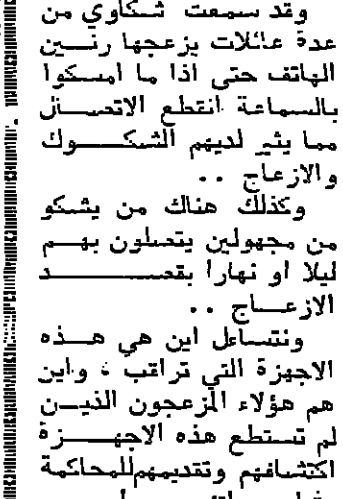 وقد سمعت شكاوي من
عدة عائلات يزعجها رنين
الهاتف حتى اذا ما امسكوا
بالسماعة انقطع الاتصال
مما يثير لديهم الشكوك
والازعاج ..
وكذلك هناك من يشكو
من مجهولين يتصلون بهم
ليلا او نهارا بقصد
الازعاج ..
ونتساءل اين هي هذه
الاجهزة التي تراقب ، واين
هم هؤلاء المزعجون الذين
لم تستطع هذه الاجهزة
اكتشافهم وتقديمهم للمحاكمة